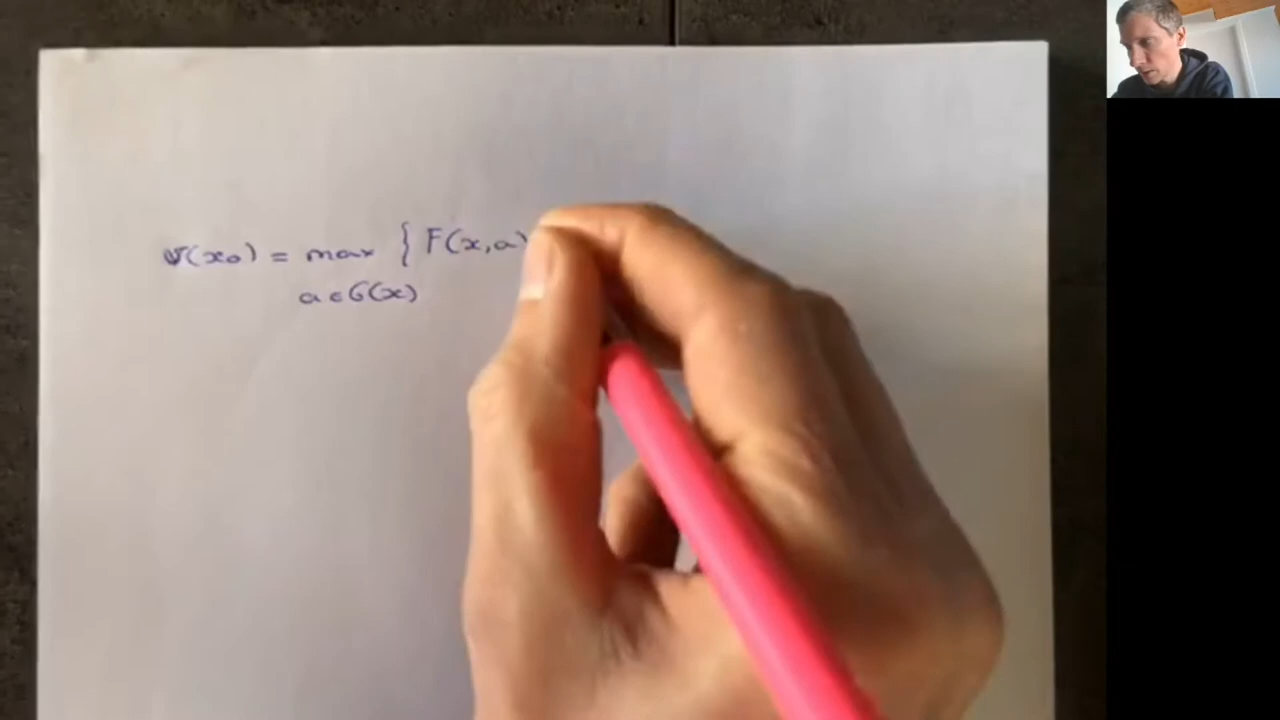 V(x₀) = max { F(x,a)
a ∈ G(x)